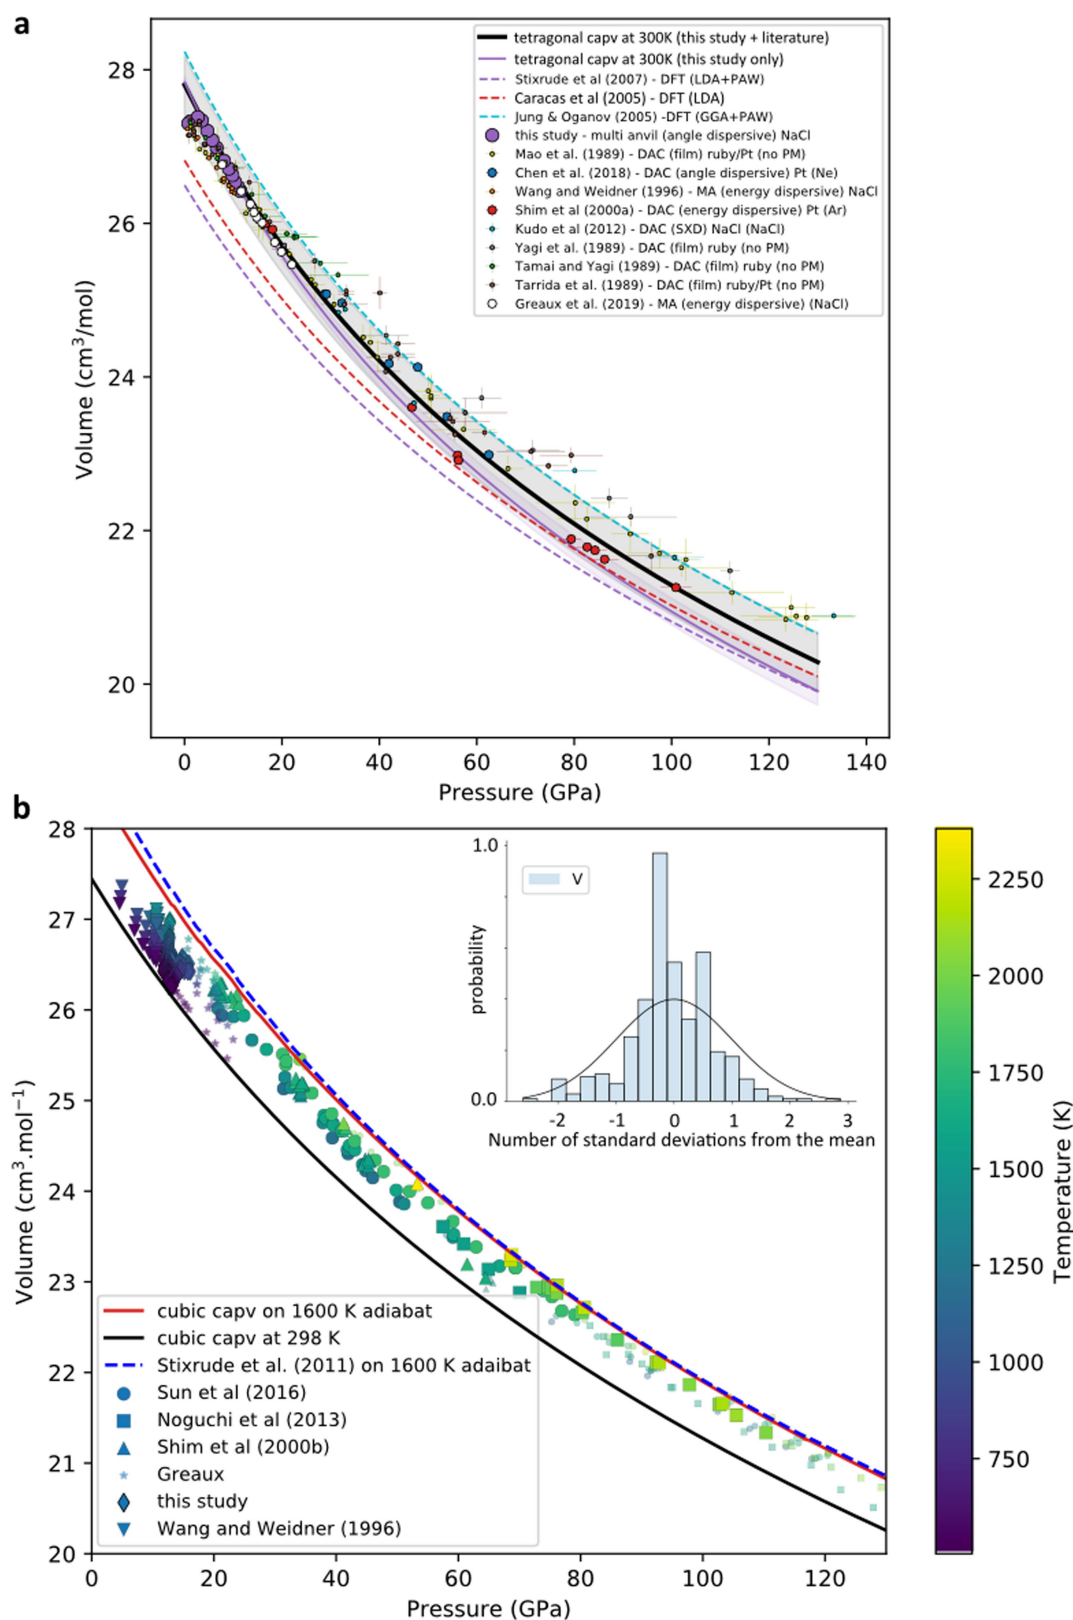 a
tetragonal capv at 300K (this study + literature)
tetragonal capv at 300K (this study only)
Stixrude et al (2007) - DFT (LDA+PAW)
Caracas et al (2005) - DFT (LDA)
Jung & Oganov (2005) -DFT (GGA+PAW)
this study - multi anvil (angle dispersive) NaCl
Mao et al. (1989) - DAC (film) ruby/Pt (no PM)
Chen et al. (2018) - DAC (angle dispersive) Pt (Ne)
Wang and Weidner (1996) - MA (energy dispersive) NaCl
Shim et al (2000a) - DAC (energy dispersive) Pt (Ar)
Kudo et al (2012) - DAC (SXD) NaCl (NaCl)
Yagi et al. (1989) - DAC (film) ruby (no PM)
Tamai and Yagi (1989) - DAC (film) ruby (no PM)
Tarrida et al. (1989) - DAC (film) ruby/Pt (no PM)
Greaux et al. (2019) - MA (energy dispersive) (NaCl)
28
26
24
22
20
Volume (cm³/mol)
0 20 40 60 80 100 120 140
Pressure (GPa)
b
28
27
26
25
24
23
22
21
20
Volume (cm³.mol⁻¹)
1.0
0.0
probability
V
-2 -1 0 1 2 3
Number of standard deviations from the mean
cubic capv on 1600 K adiabat
cubic capv at 298 K
Stixrude et al. (2011) on 1600 K adaibat
Sun et al (2016)
Noguchi et al (2013)
Shim et al (2000b)
Greaux
this study
Wang and Weidner (1996)
0 20 40 60 80 100 120
Pressure (GPa)
2250
2000
1750
1500
1250
1000
750
Temperature (K)